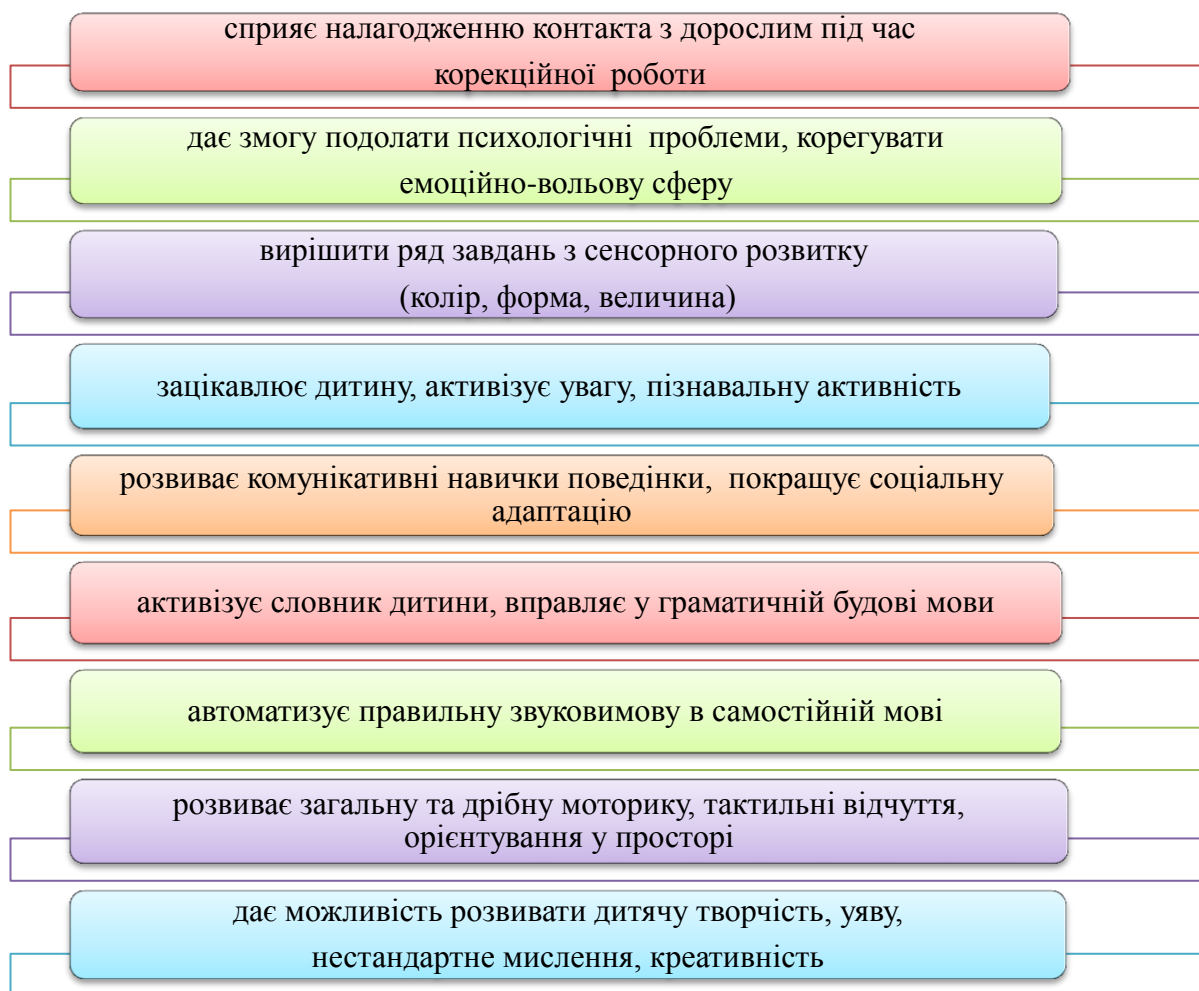 сприяє налагодженню контакта з дорослим під час
корекційної роботи
дає змогу подолати психологічні проблеми, корегувати
емоційно-вольову сферу
вирішити ряд завдань з сенсорного розвитку
(колір, форма, величина)
зацікавлює дитину, активізує увагу, пізнавальну активність
розвиває комунікативні навички поведінки, покращує соціальну
адаптацію
активізує словник дитини, вправляє у граматичній будові мови
автоматизує правильну звуковимову в самостійній мові
розвиває загальну та дрібну моторику, тактильні відчуття,
орієнтування у просторі
дає можливість розвивати дитячу творчість, уяву,
нестандартне мислення, креативність